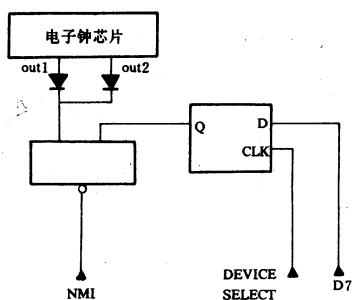 电子钟芯片
out1
out2
Q
D
CLK
NMI
DEVICE
SELECT
D7